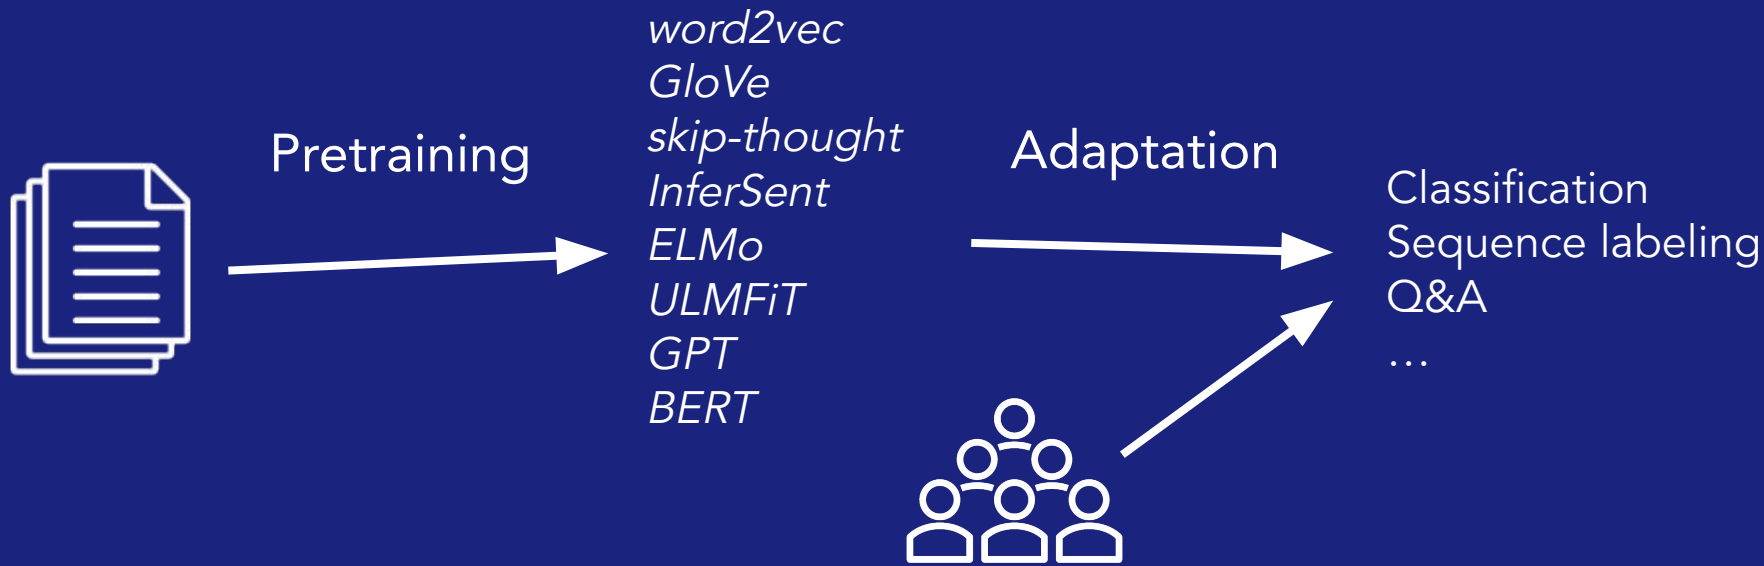 Pretraining
word2vec
GloVe
skip-thought
InferSent
ELMo
ULMFiT
GPT
BERT
Adaptation
Classification
Sequence labeling
Q&A
…